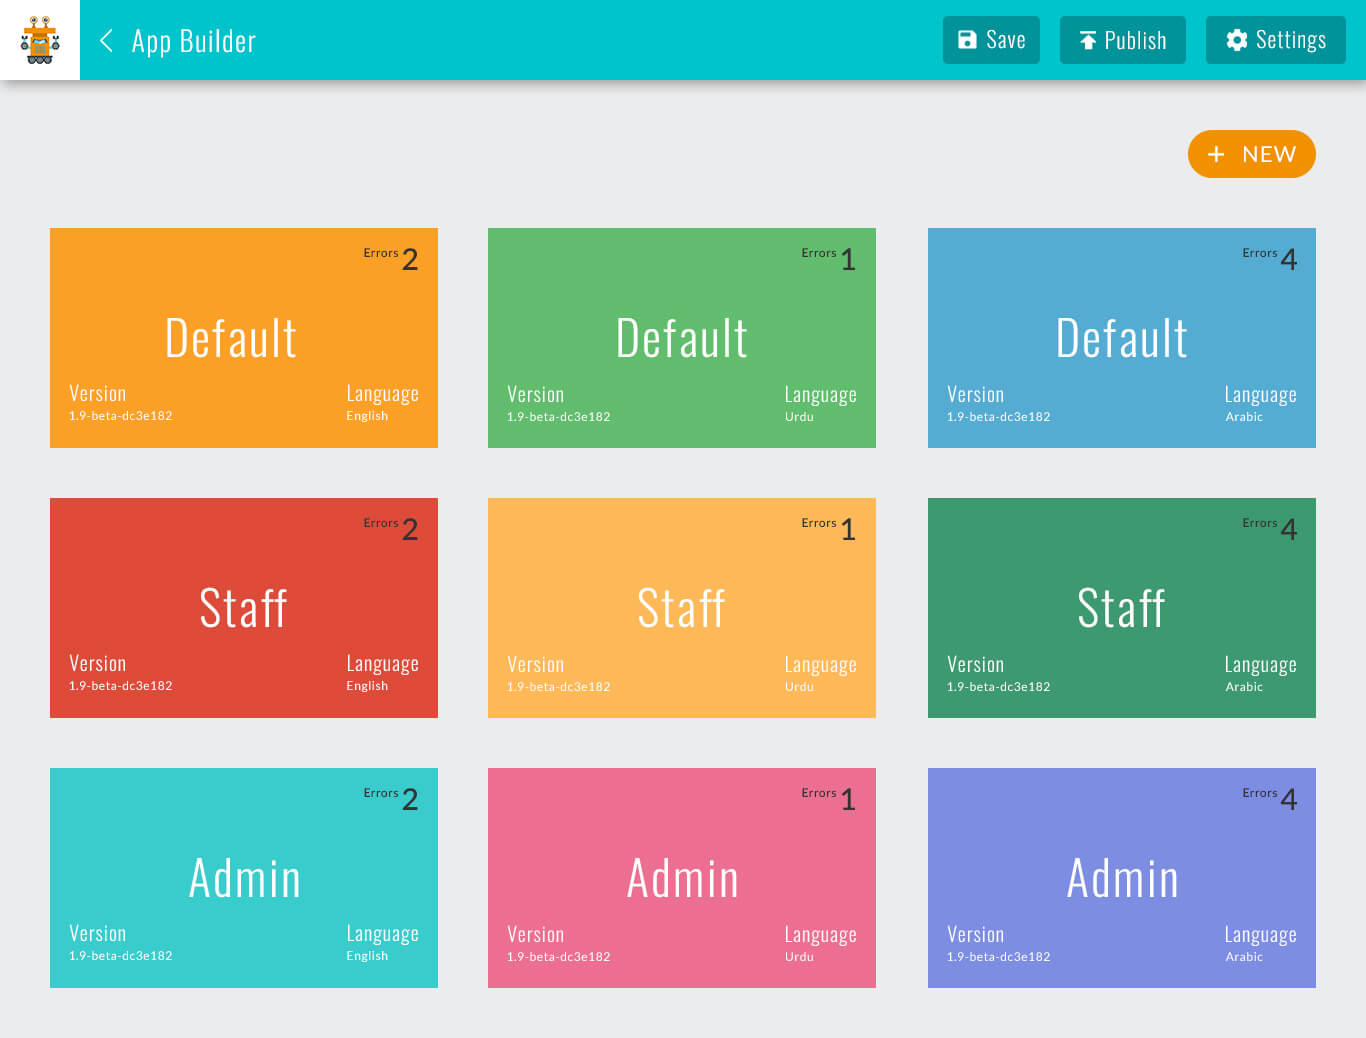 App Builder
Save
Publish
Settings
+ NEW
Errors 2
Default
Version
1.9-beta-dc3e182
Language
English
Errors 1
Default
Version
1.9-beta-dc3e182
Language
Urdu
Errors 4
Default
Version
1.9-beta-dc3e182
Language
Arabic
Errors 2
Staff
Version
1.9-beta-dc3e182
Language
English
Errors 1
Staff
Version
1.9-beta-dc3e182
Language
Urdu
Errors 4
Staff
Version
1.9-beta-dc3e182
Language
Arabic
Errors 2
Admin
Version
1.9-beta-dc3e182
Language
English
Errors 1
Admin
Version
1.9-beta-dc3e182
Language
Urdu
Errors 4
Admin
Version
1.9-beta-dc3e182
Language
Arabic